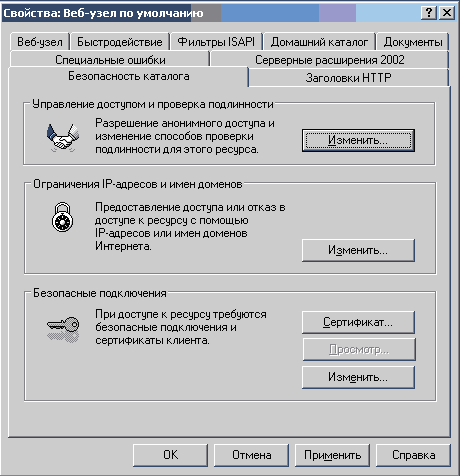 Свойства: Веб-узел по умолчанию
Веб-узел Быстродействие Фильтры ISAPI Домашний каталог Документы
Специальные ошибки Серверные расширения 2002
Безопасность каталога Заголовки HTTP
Управление доступом и проверка подлинности
Разрешение анонимного доступа и
изменение способов проверки
подлинности для этого ресурса.
Изменить...
Ограничения IP-адресов и имен доменов
Предоставление доступа или отказ в
доступе к ресурсу с помощью
IP-адресов или имен доменов
Интернета.
Изменить...
Безопасные подключения
При доступе к ресурсу требуются
безопасные подключения и
сертификаты клиента.
Сертификат...
Просмотр...
Изменить...
OK Отмена Применить Справка